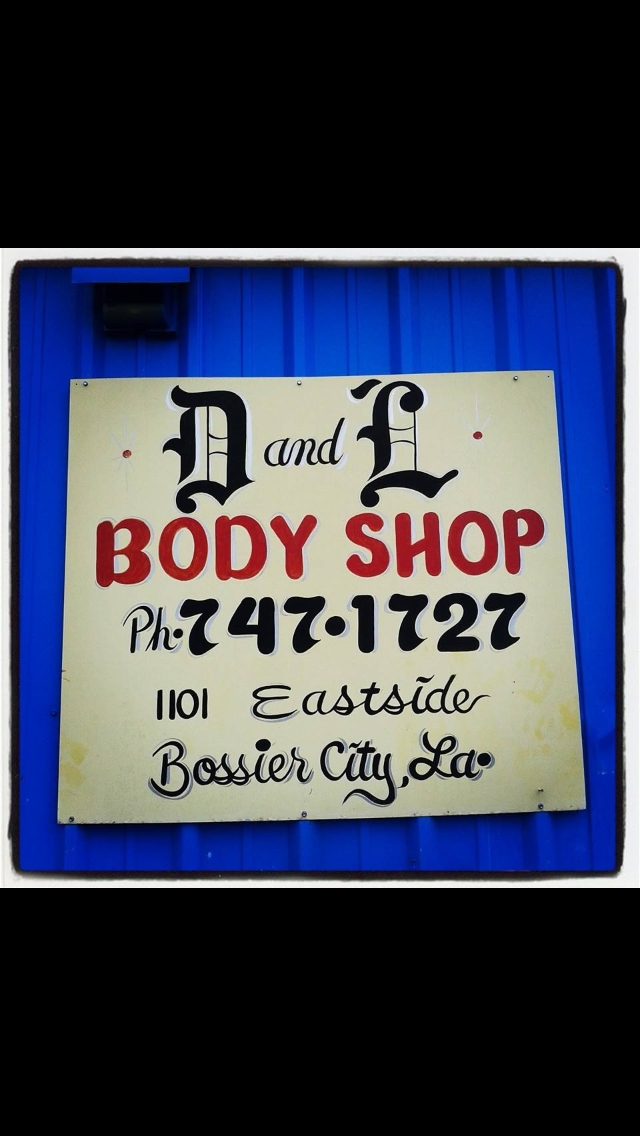 D and L
BODY SHOP
Ph·747·1727
1101 Eastside
Bossier City, La·